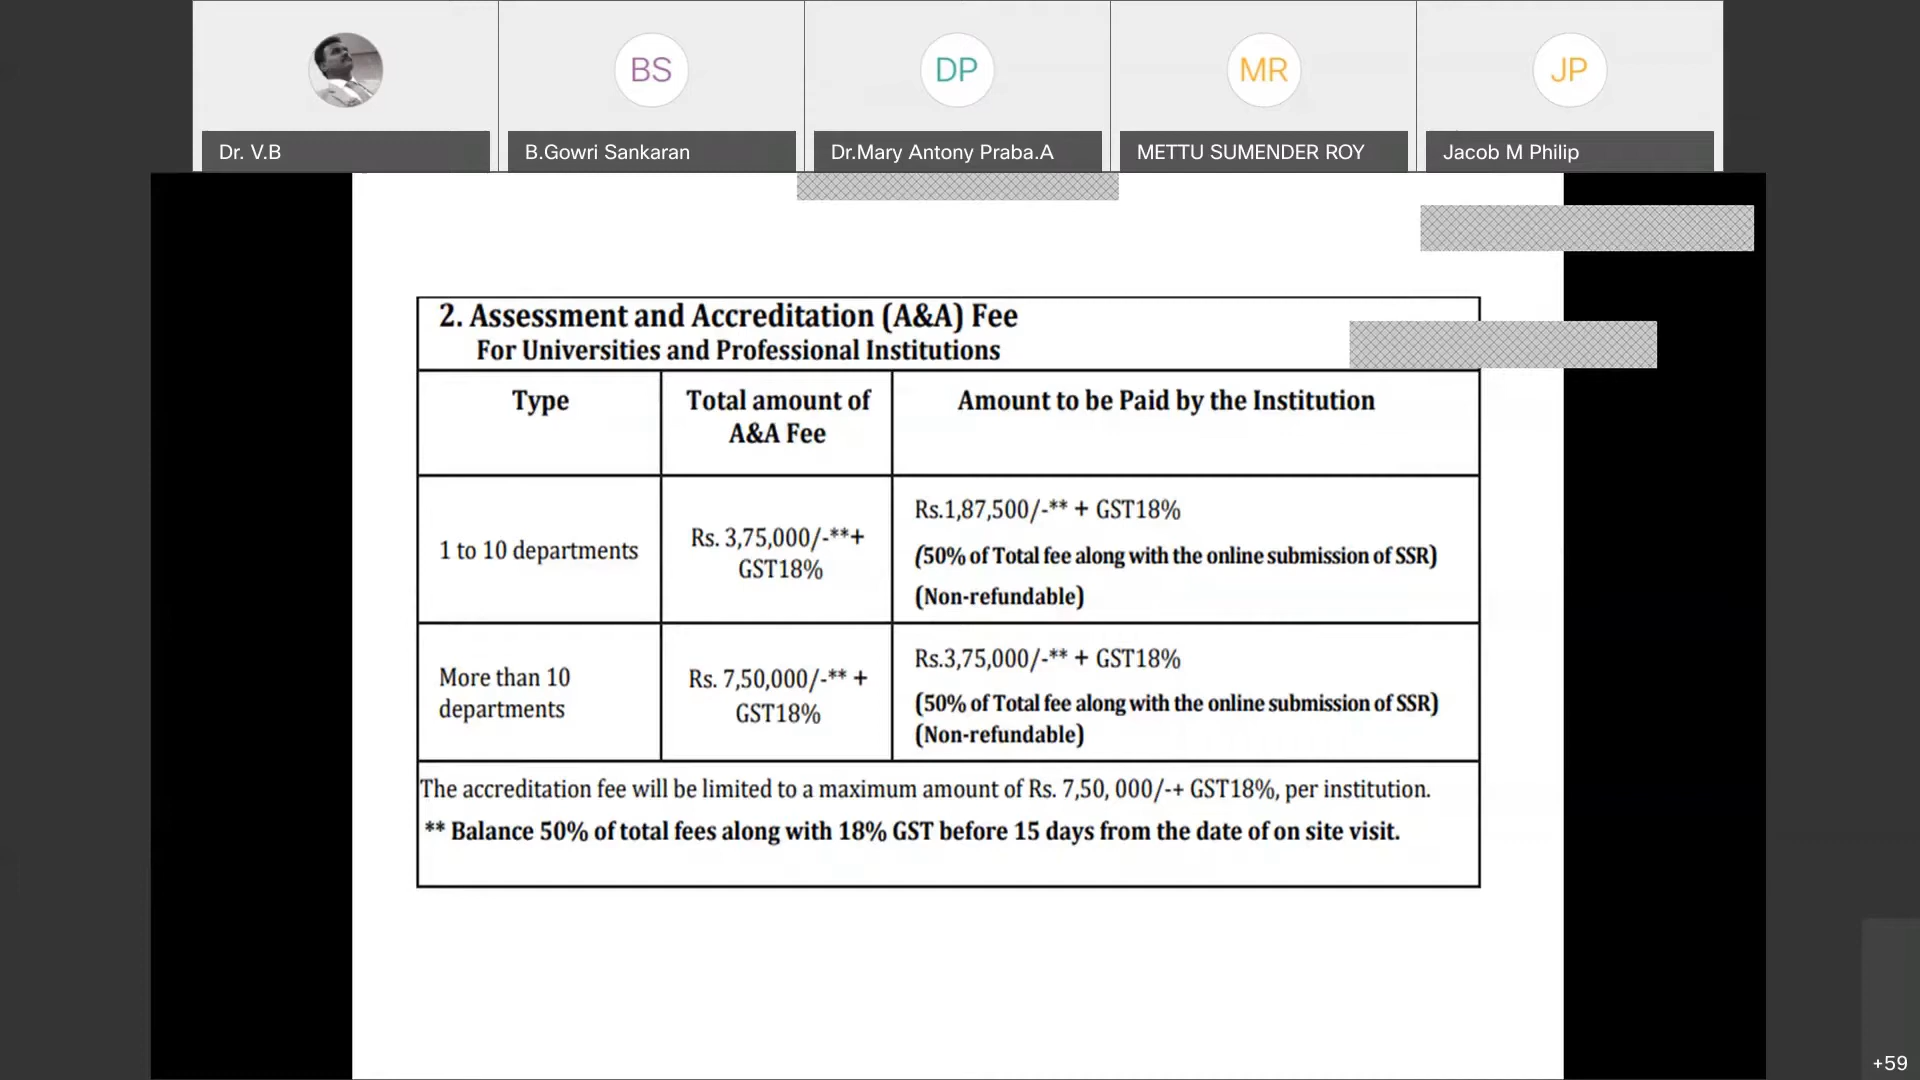 BS
DP
MR
JP
Dr. V.B
B.Gowri Sankaran
Dr.Mary Antony Praba.A
METTU SUMENDER ROY
Jacob M Philip
2. Assessment and Accreditation (A&A) Fee
For Universities and Professional Institutions
Type
Total amount of
A&A Fee
Amount to be Paid by the Institution
1 to 10 departments
Rs. 3,75,000/-**+
GST18%
Rs.1,87,500/-** + GST18%
(50% of Total fee along with the online submission of SSR)
(Non-refundable)
More than 10
departments
Rs. 7,50,000/-** +
GST18%
Rs.3,75,000/-** + GST18%
(50% of Total fee along with the online submission of SSR)
(Non-refundable)
The accreditation fee will be limited to a maximum amount of Rs. 7,50, 000/-+ GST18%, per institution.
** Balance 50% of total fees along with 18% GST before 15 days from the date of on site visit.
+59